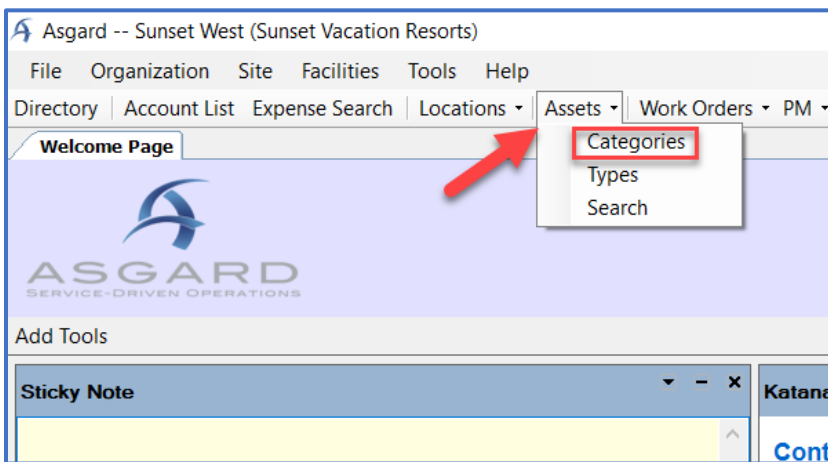 Asgard -- Sunset West (Sunset Vacation Resorts)
File Organization Site Facilities Tools Help
Directory Account List Expense Search Locations Assets Work Orders PM
Welcome Page
Categories
Types
Search
ASGARD
SERVICE-DRIVEN OPERATIONS
Add Tools
Sticky Note
Katana
Cont